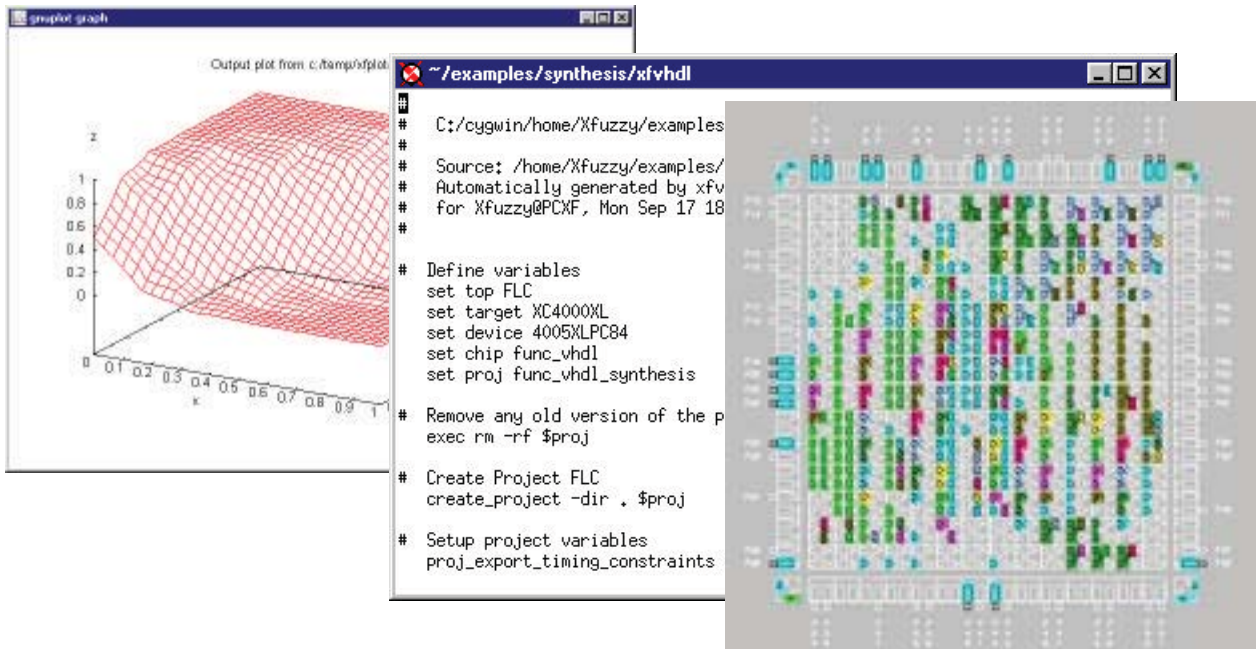 gnuplot graph
Output plot from c:/temp/xfplot
z
1
0.8
0.6
0.4
0.2
0
0 0.1 0.2 0.3 0.4 0.5 0.6 0.7 0.8 0.9 1
x
~/examples/synthesis/xfvhdl
#
# C:/cygwin/home/Xfuzzy/examples
#
# Source: /home/Xfuzzy/examples/
# Automatically generated by xfv
# for Xfuzzy@PCXF, Mon Sep 17 18
#
# Define variables
set top FLC
set target XC4000XL
set device 4005XLPC84
set chip func_vhdl
set proj func_vhdl_synthesis
# Remove any old version of the p
exec rm -rf $proj
# Create Project FLC
create_project -dir . $proj
# Setup project variables
proj_export_timing_constraints